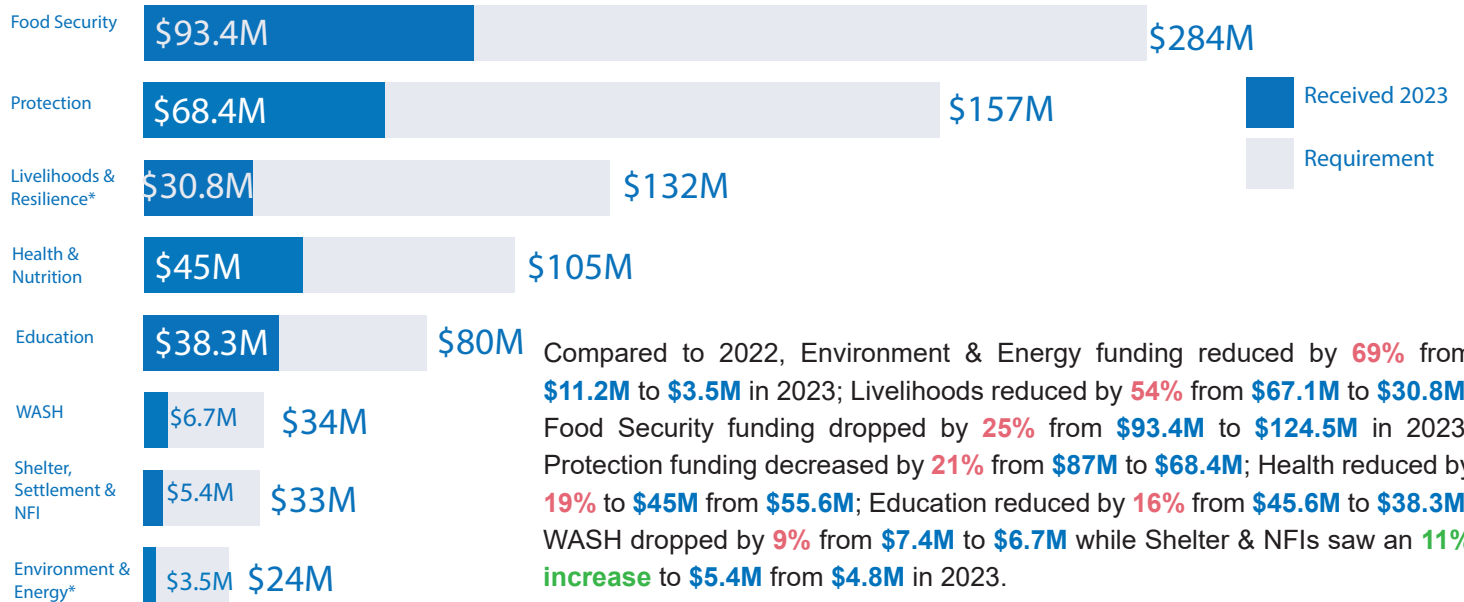 Food Security
$93.4M
$284M
Protection
$68.4M
$157M
Received 2023
Requirement
Livelihoods &
Resilience*
$30.8M
$132M
Health &
Nutrition
$45M
$105M
Education
$38.3M
$80M
WASH
$6.7M
$34M
Shelter,
Settlement &
NFI
$5.4M
$33M
Environment &
Energy*
$3.5M
$24M
Compared to 2022, Environment & Energy funding reduced by 69% from
$11.2M to $3.5M in 2023; Livelihoods reduced by 54% from $67.1M to $30.8M
Food Security funding dropped by 25% from $93.4M to $124.5M in 2023
Protection funding decreased by 21% from $87M to $68.4M; Health reduced by
19% to $45M from $55.6M; Education reduced by 16% from $45.6M to $38.3M
WASH dropped by 9% from $7.4M to $6.7M while Shelter & NFIs saw an 11%
increase to $5.4M from $4.8M in 2023.